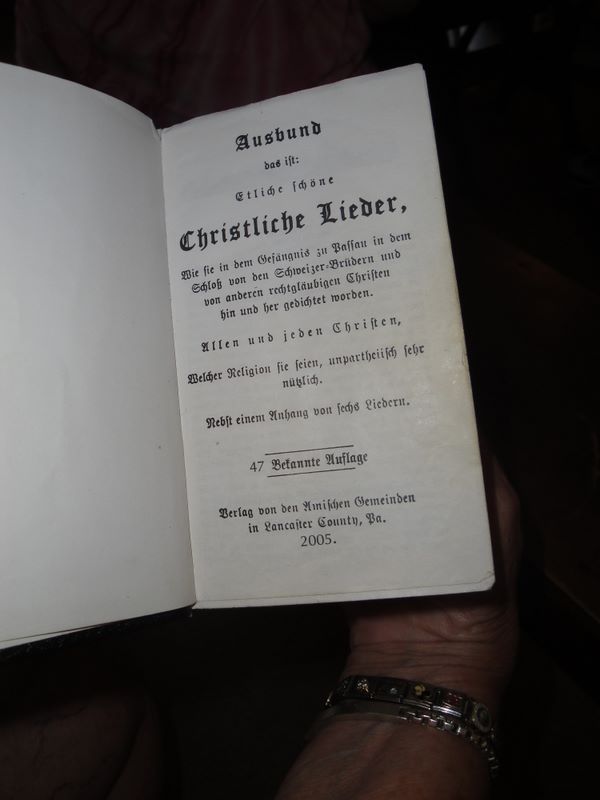 Ausbund
das ist:
Etliche schöne
Christliche Lieder,
Wie sie in dem Gefängnis zu Passau in dem
Schloß von den Schweizer-Brüdern und
von anderen rechtgläubigen Christen
hin und her gedichtet worden.
Allen und jeden Christen,
Welcher Religion sie seien, unpartheiisch sehr
nützlich.
Nebst einem Anhang von sechs Liedern.
47 Bekannte Auflage
Verlag von den Amischen Gemeinden
in Lancaster County, Pa.
2005.